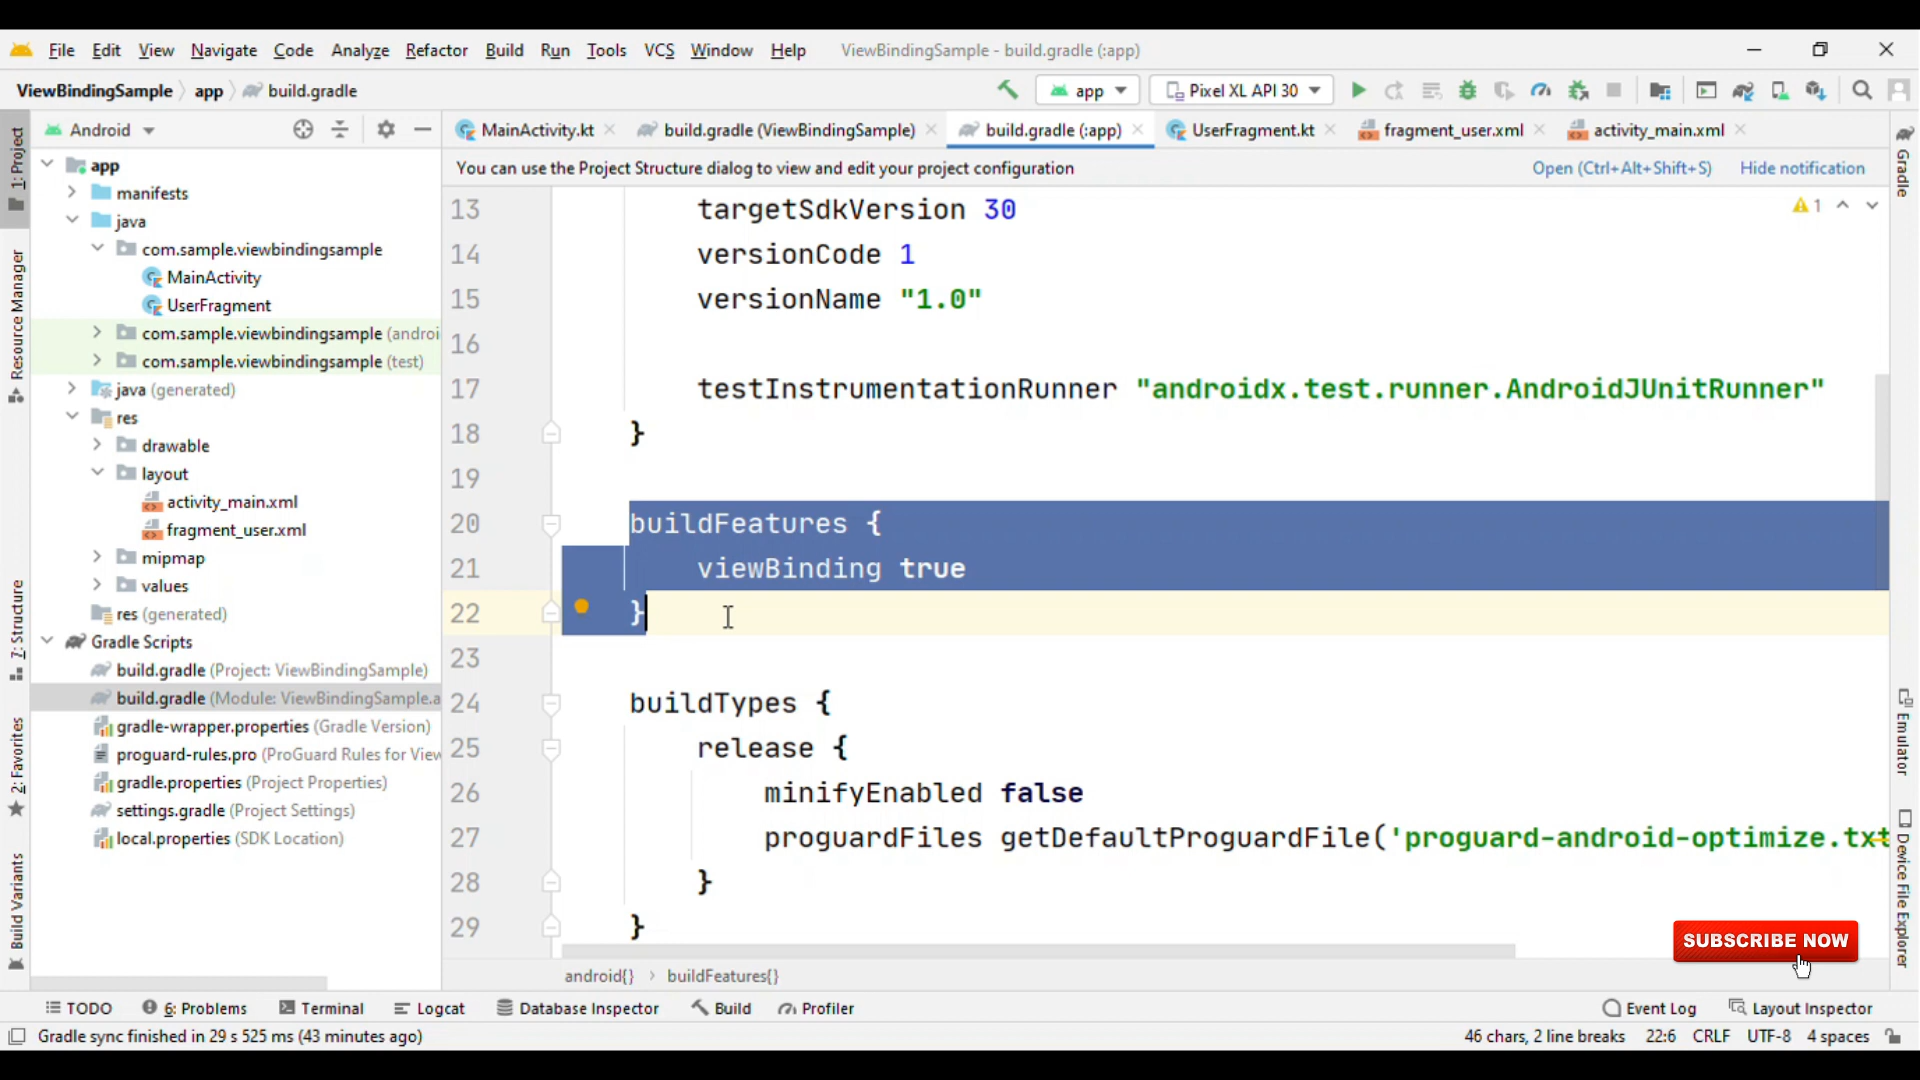 File Edit View Navigate Code Analyze Refactor Build Run Tools VCS Window Help ViewBindingSample - build.gradle (:app)
ViewBindingSample app build.gradle app Pixel XL API 30
Android MainActivity.kt build.gradle (ViewBindingSample) build.gradle (:app) UserFragment.kt fragment_user.xml activity_main.xml
You can use the Project Structure dialog to view and edit your project configuration Open (Ctrl+Alt+Shift+S) Hide notification
1: Project
Resource Manager
7: Structure
2: Favorites
Build Variants
app
manifests
java
com.sample.viewbindingsample
MainActivity
UserFragment
com.sample.viewbindingsample (androi
com.sample.viewbindingsample (test)
java (generated)
res
drawable
layout
activity_main.xml
fragment_user.xml
mipmap
values
res (generated)
Gradle Scripts
build.gradle (Project: ViewBindingSample)
build.gradle (Module: ViewBindingSample.a
gradle-wrapper.properties (Gradle Version)
proguard-rules.pro (ProGuard Rules for View
gradle.properties (Project Properties)
settings.gradle (Project Settings)
local.properties (SDK Location)
13 targetSdkVersion 30
1
14 versionCode 1
15 versionName "1.0"
16
17 testInstrumentationRunner "androidx.test.runner.AndroidJUnitRunner"
18 }
19
20 buildFeatures {
21 viewBinding true
22 }
23
24 buildTypes {
25 release {
26 minifyEnabled false
27 proguardFiles getDefaultProguardFile('proguard-android-optimize.txt
28 }
29 }
SUBSCRIBE NOW
android{} buildFeatures{}
Gradle
Emulator
Device File Explorer
TODO 6: Problems Terminal Logcat Database Inspector Build Profiler Event Log Layout Inspector
Gradle sync finished in 29 s 525 ms (43 minutes ago) 46 chars, 2 line breaks 22:6 CRLF UTF-8 4 spaces